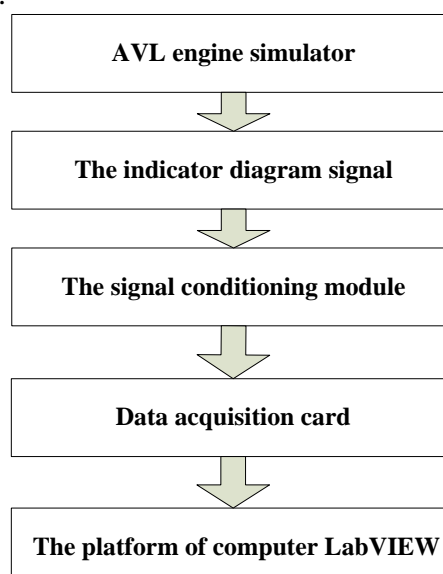 AVL engine simulator
The indicator diagram signal
The signal conditioning module
Data acquisition card
The platform of computer LabVIEW